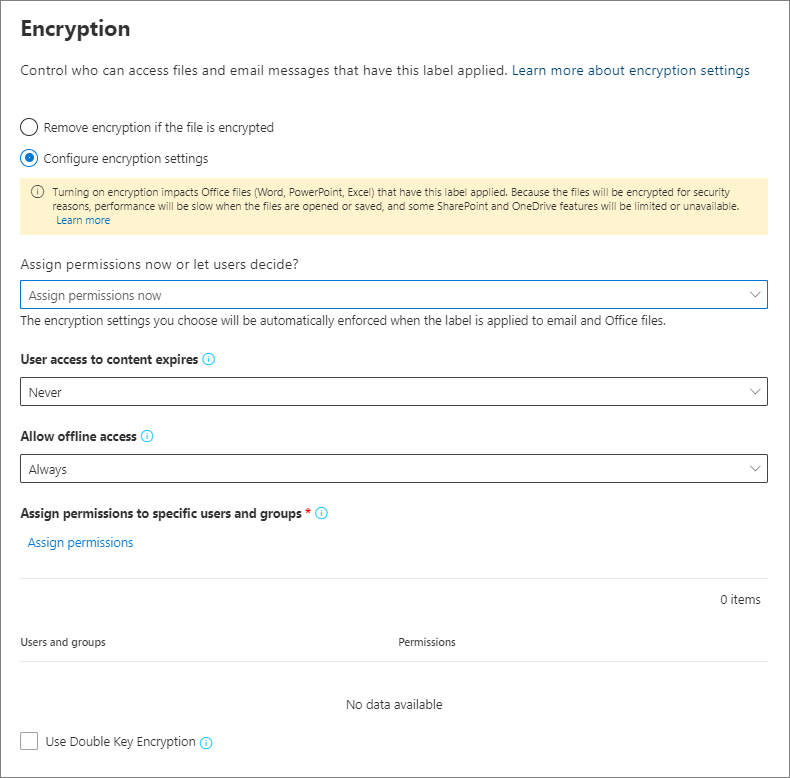 Encryption
Control who can access files and email messages that have this label applied. Learn more about encryption settings
Remove encryption if the file is encrypted
Configure encryption settings
Turning on encryption impacts Office files (Word, PowerPoint, Excel) that have this label applied. Because the files will be encrypted for security
reasons, performance will be slow when the files are opened or saved, and some SharePoint and OneDrive features will be limited or unavailable.
Learn more
Assign permissions now or let users decide?
Assign permissions now
The encryption settings you choose will be automatically enforced when the label is applied to email and Office files.
User access to content expires
Never
Allow offline access
Always
Assign permissions to specific users and groups *
Assign permissions
0 items
Users and groups Permissions
No data available
Use Double Key Encryption